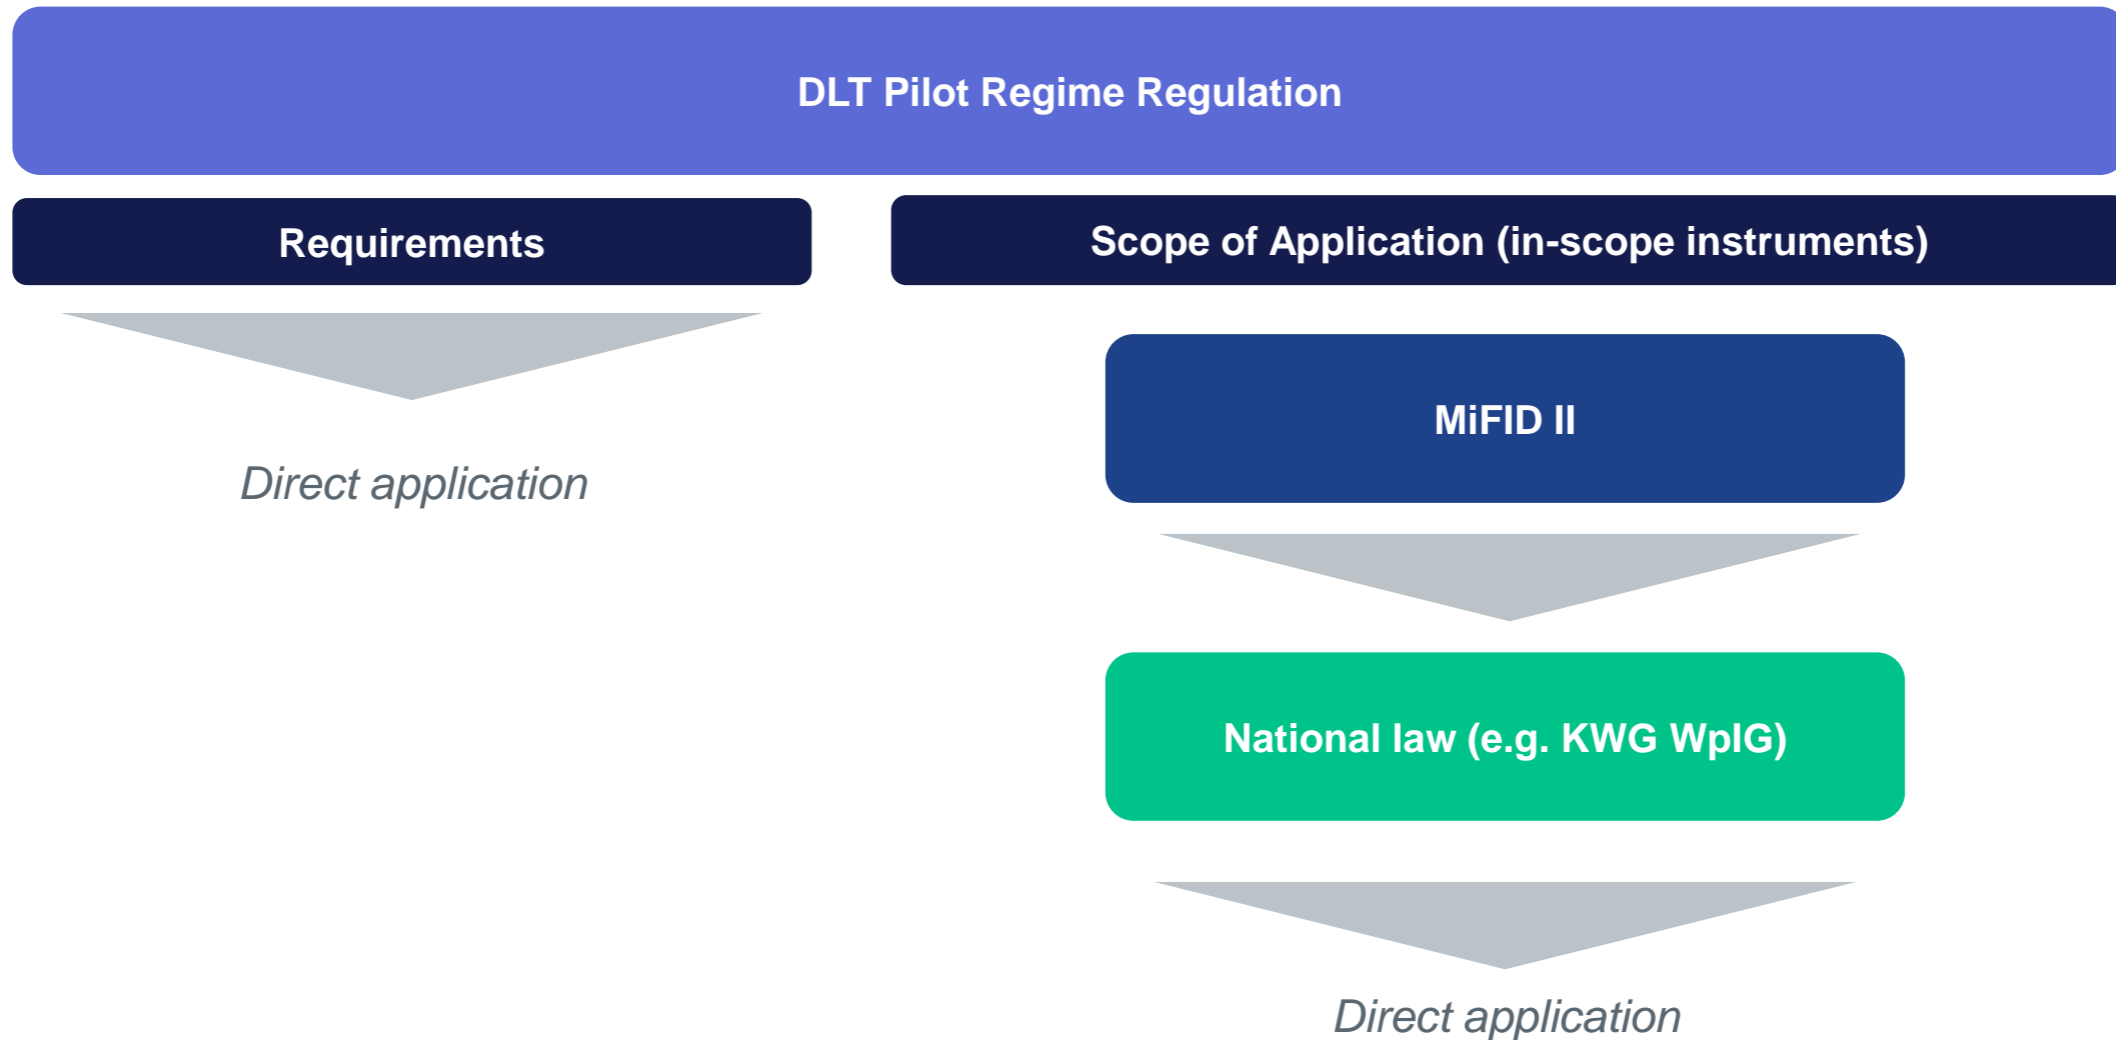 DLT Pilot Regime Regulation
Requirements
Scope of Application (in-scope instruments)
Direct application
MiFID II
National law (e.g. KWG WpIG)
Direct application